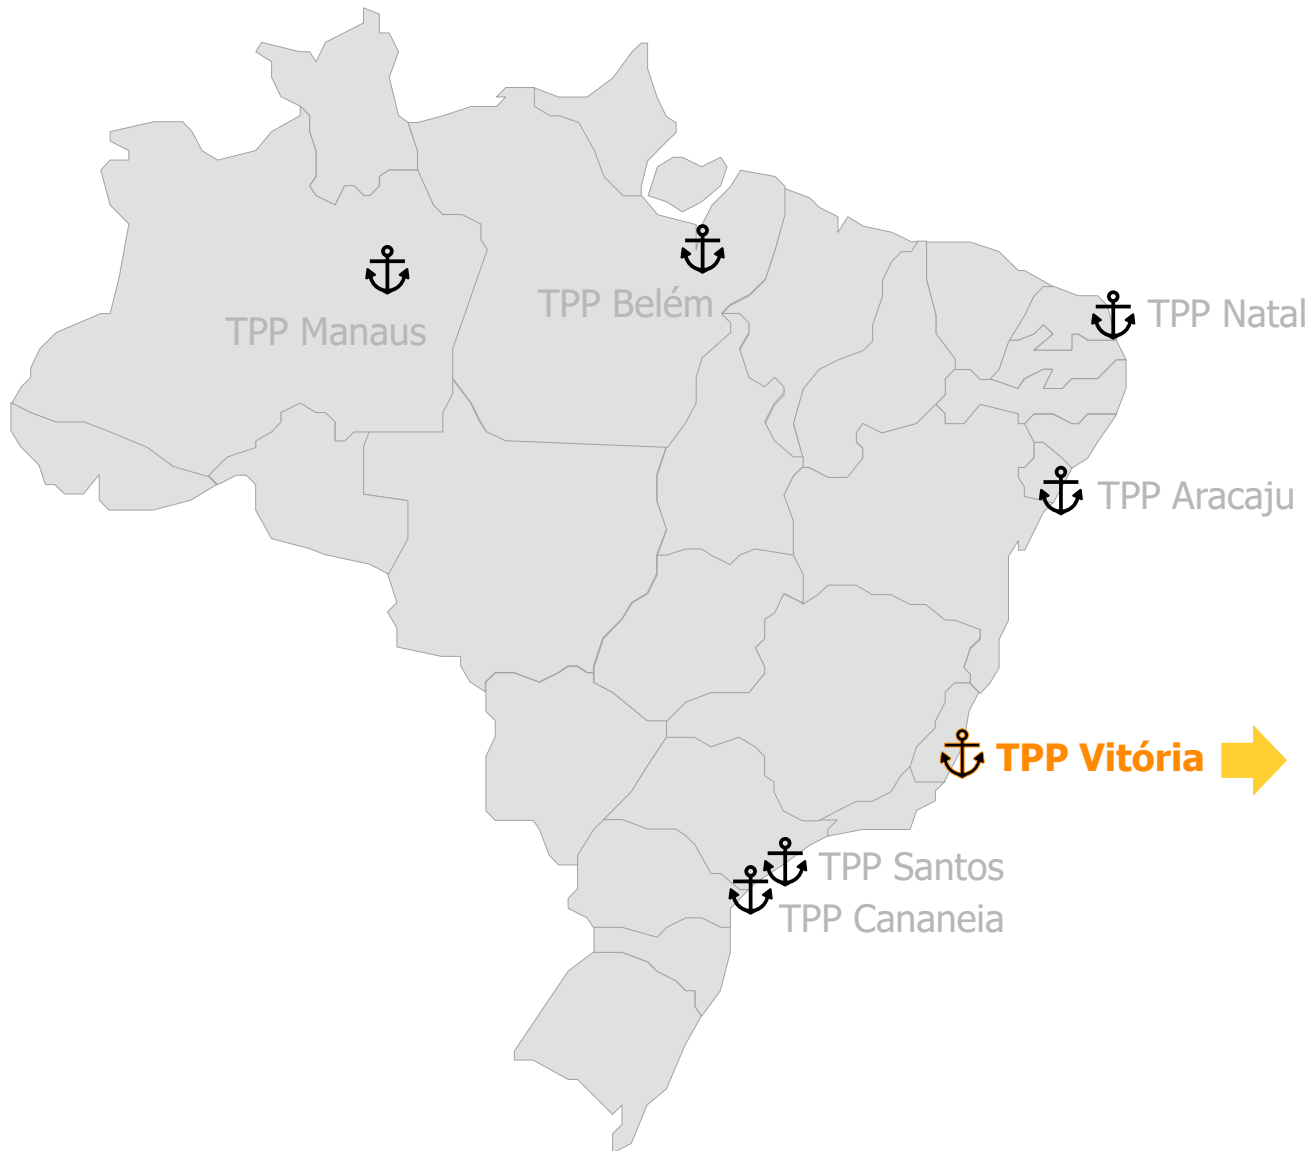 TPP Belém
TPP Manaus
TPP Natal
TPP Aracaju
TPP Vitória
TPP Santos
TPP Cananeia